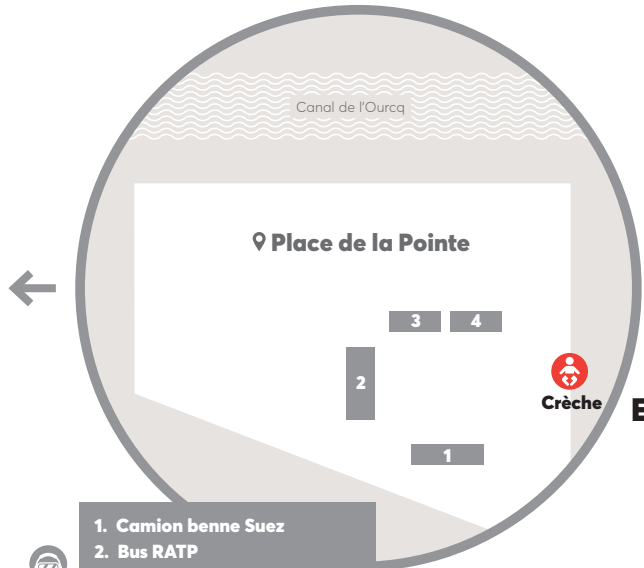 Canal de l'Ourcq
Place de la Pointe
3 4
2
Crèche
E
1
1. Camion benne Suez
2. Bus RATP